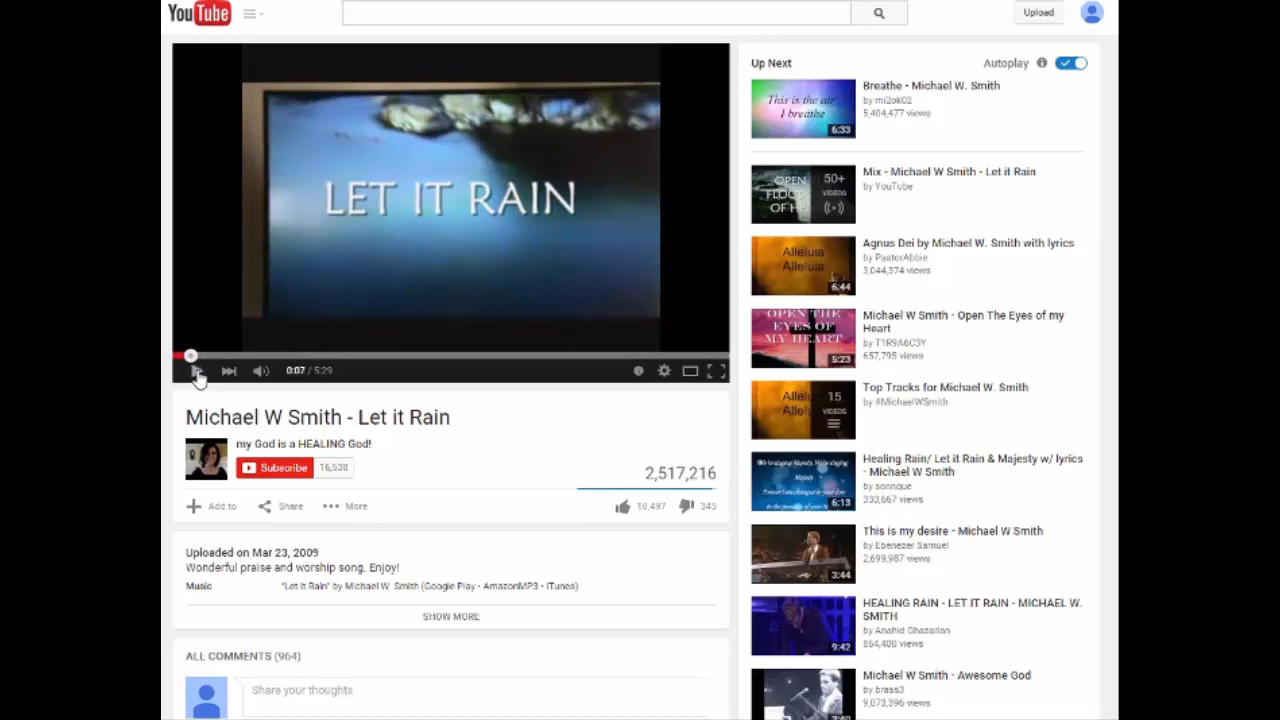 YouTube
Upload
LET IT RAIN
0:07 / 5:29
Michael W Smith - Let it Rain
my God is a HEALING God!
Subscribe 16,538
2,517,216
Add to Share More 10,497 345
Uploaded on Mar 23, 2009
Wonderful praise and worship song. Enjoy!
Music "Let It Rain" by Michael W. Smith (Google Play • AmazonMP3 • iTunes)
SHOW MORE
ALL COMMENTS (964)
Share your thoughts
Up Next Autoplay
This is the air
I breathe
6:33
Breathe - Michael W. Smith
by mi2ok02
5,404,477 views
OPEN
50+
VIDEOS
Mix - Michael W Smith - Let it Rain
by YouTube
Alleluia
Alleluia
6:44
Agnus Dei by Michael W. Smith with lyrics
by PastorAbbie
3,044,374 views
OPEN THE
EYES OF
MY HEART
5:23
Michael W Smith - Open The Eyes of my
Heart
by T1R9A6C3Y
657,795 views
15
VIDEOS
Top Tracks for Michael W. Smith
by #MichaelWSmith
Majesty
6:13
Healing Rain/ Let it Rain & Majesty w/ lyrics
- Michael W Smith
by sonnque
330,667 views
3:44
This is my desire - Michael W Smith
by Ebenezer Samuel
2,699,987 views
9:42
HEALING RAIN - LET IT RAIN - MICHAEL W.
SMITH
by Anahid Ghazarian
864,400 views
Michael W Smith - Awesome God
by brass3
9,073,396 views